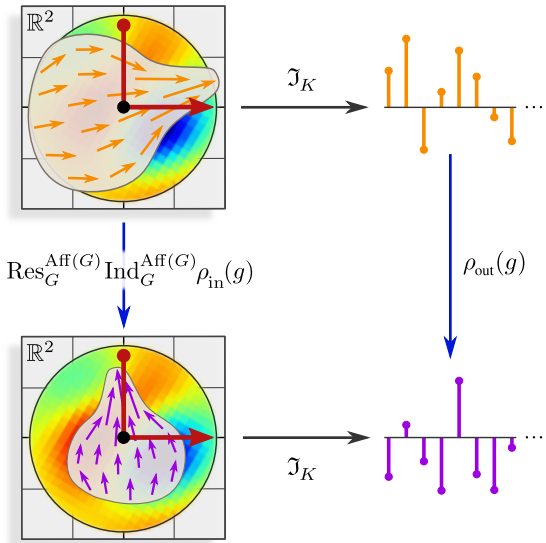 ℝ²
𝔍_K
⋯
Res_G^{Aff(G)} Ind_G^{Aff(G)} ρ_in(g)
ρ_out(g)
ℝ²
𝔍_K
⋯